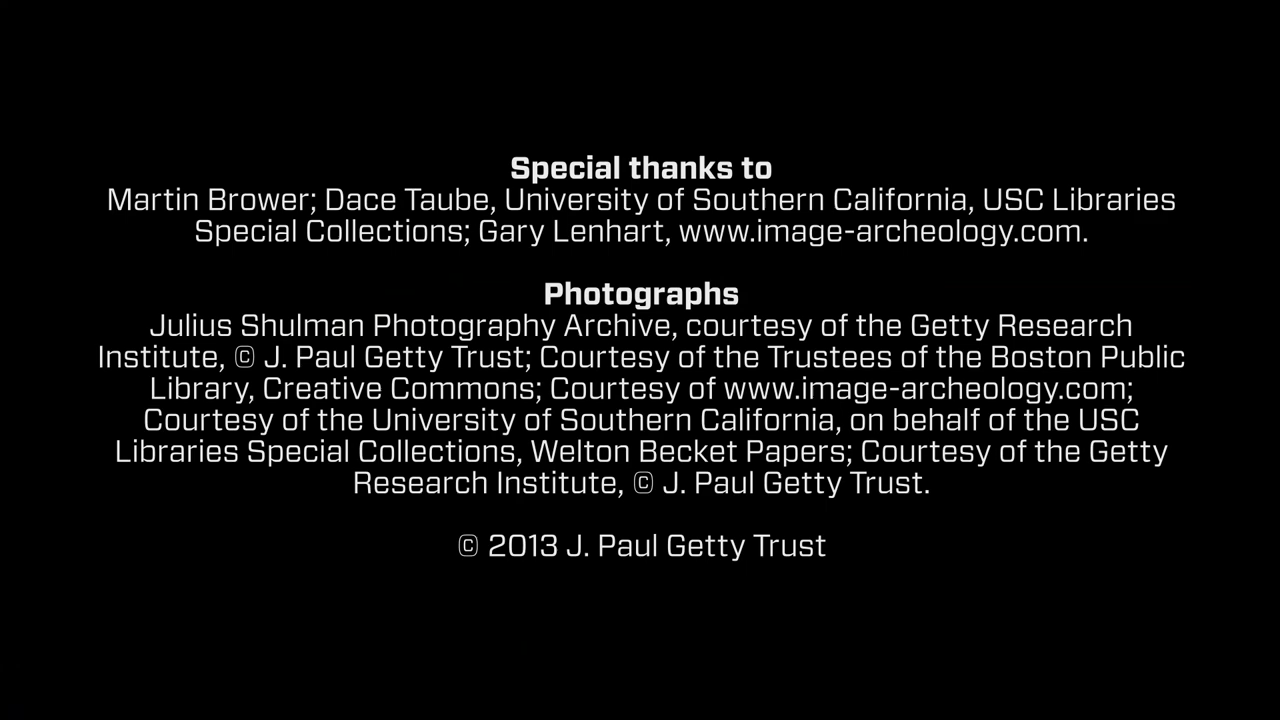 Special thanks to
Martin Brower; Dace Taube, University of Southern California, USC Libraries
Special Collections; Gary Lenhart, www.image-archeology.com.
Photographs
Julius Shulman Photography Archive, courtesy of the Getty Research
Institute, © J. Paul Getty Trust; Courtesy of the Trustees of the Boston Public
Library, Creative Commons; Courtesy of www.image-archeology.com;
Courtesy of the University of Southern California, on behalf of the USC
Libraries Special Collections, Welton Becket Papers; Courtesy of the Getty
Research Institute, © J. Paul Getty Trust.
© 2013 J. Paul Getty Trust